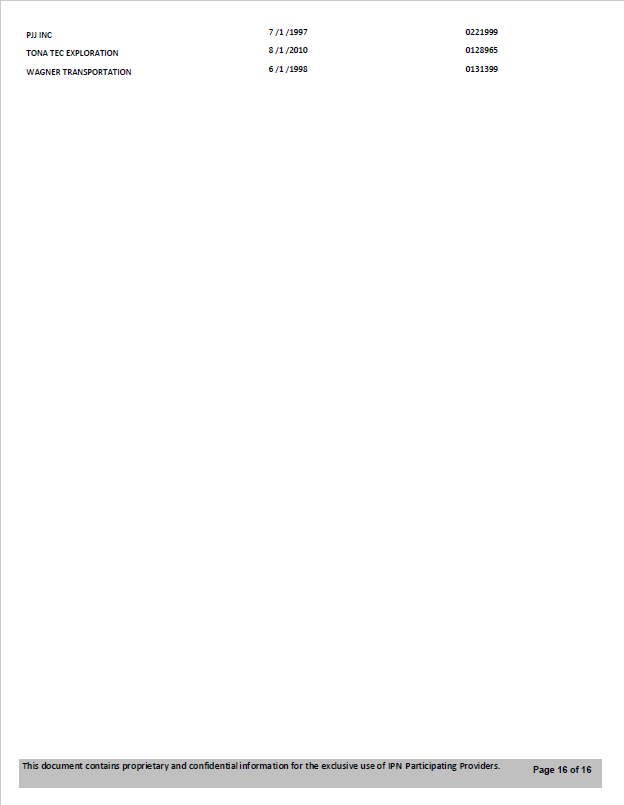 PJJ INC 7 /1 /1997 0221999
TONA TEC EXPLORATION 8 /1 /2010 0128965
WAGNER TRANSPORTATION 6 /1 /1998 0131399
This document contains proprietary and confidential information for the exclusive use of IPN Participating Providers. Page 16 of 16